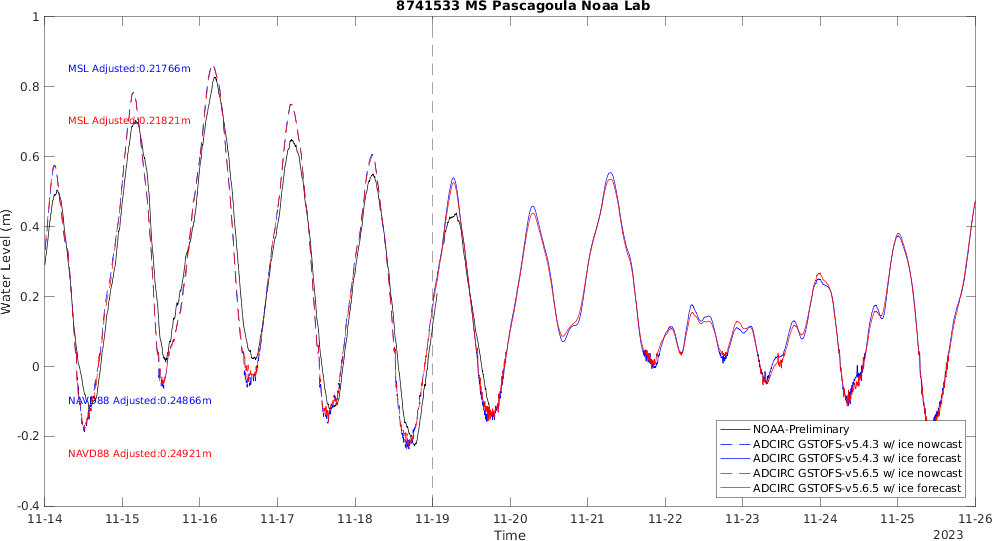 8741533 MS Pascagoula Noaa Lab
1
0.8
0.6
0.4
0.2
0
-0.2
-0.4
Water Level (m)
MSL Adjusted:0.21766m
MSL Adjusted:0.21821m
NAVD88 Adjusted:0.24866m
NAVD88 Adjusted:0.24921m
NOAA-Preliminary
ADCIRC GSTOFS-v5.4.3 w/ ice nowcast
ADCIRC GSTOFS-v5.4.3 w/ ice forecast
ADCIRC GSTOFS-v5.6.5 w/ ice nowcast
ADCIRC GSTOFS-v5.6.5 w/ ice forecast
11-14 11-15 11-16 11-17 11-18 11-19 11-20 11-21 11-22 11-23 11-24 11-25 11-26
Time
2023